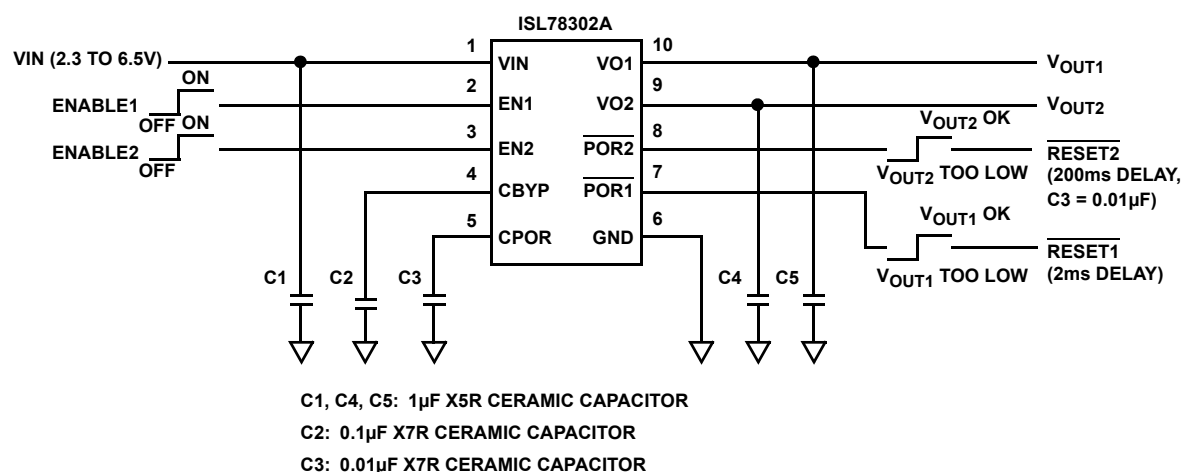 ISL78302A
VIN (2.3 TO 6.5V)
1
VIN
VO1
10
VOUT1
ON
ENABLE1
OFF
2
EN1
VO2
9
VOUT2
ON
ENABLE2
OFF
3
EN2
POR2
8
VOUT2 OK
VOUT2 TOO LOW
RESET2
(200ms DELAY,
C3 = 0.01µF)
4
CBYP
POR1
7
VOUT1 OK
VOUT1 TOO LOW
RESET1
(2ms DELAY)
5
CPOR
GND
6
C1
C2
C3
C4
C5
C1, C4, C5: 1µF X5R CERAMIC CAPACITOR
C2: 0.1µF X7R CERAMIC CAPACITOR
C3: 0.01µF X7R CERAMIC CAPACITOR